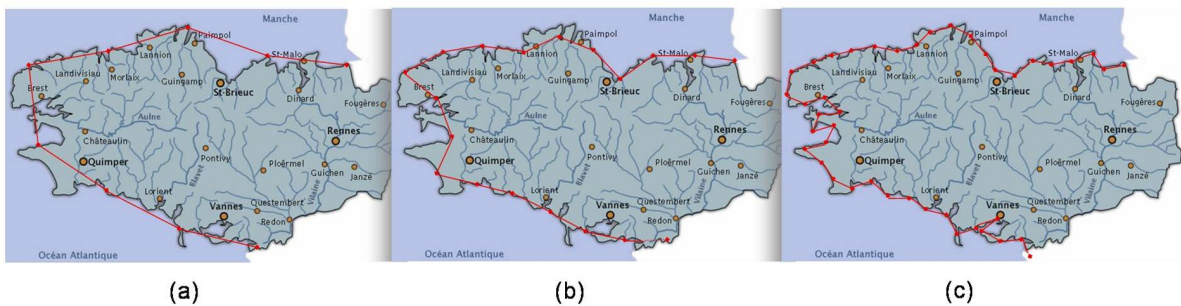 Manche
Lannion
Paimpol
St-Malo
Landivisiau
Morlaix
Guingamp
Brest
St-Brieuc
Dinard
Fougères
Aulne
Châteaulin
Rennes
Quimper
Pontivy
Ploërmel
Guichen
Janzé
Blavet
Vilaine
Lorient
Questembert
Vannes
Redon
Océan Atlantique
(a)
Manche
Paimpol
Lannion
St-Malo
Landivisiau
Morlaix
Guingamp
Brest
St-Brieuc
Dinard
Fougères
Aulne
Châteaulin
Rennes
Quimper
Pontivy
Ploërmel
Guichen
Janzé
Blavet
Vilaine
Lorient
Questembert
Vannes
Redon
Océan Atlantique
(b)
Manche
Lannion
Paimpol
St-Malo
Landivisiau
Morlaix
Guingamp
Brest
St-Brieuc
Dinard
Fougères
Aulne
Châteaulin
Rennes
Quimper
Pontivy
Ploërmel
Guichen
Janzé
Blavet
Vilaine
Lorient
Questembert
Vannes
Redon
Océan Atlantique
(c)